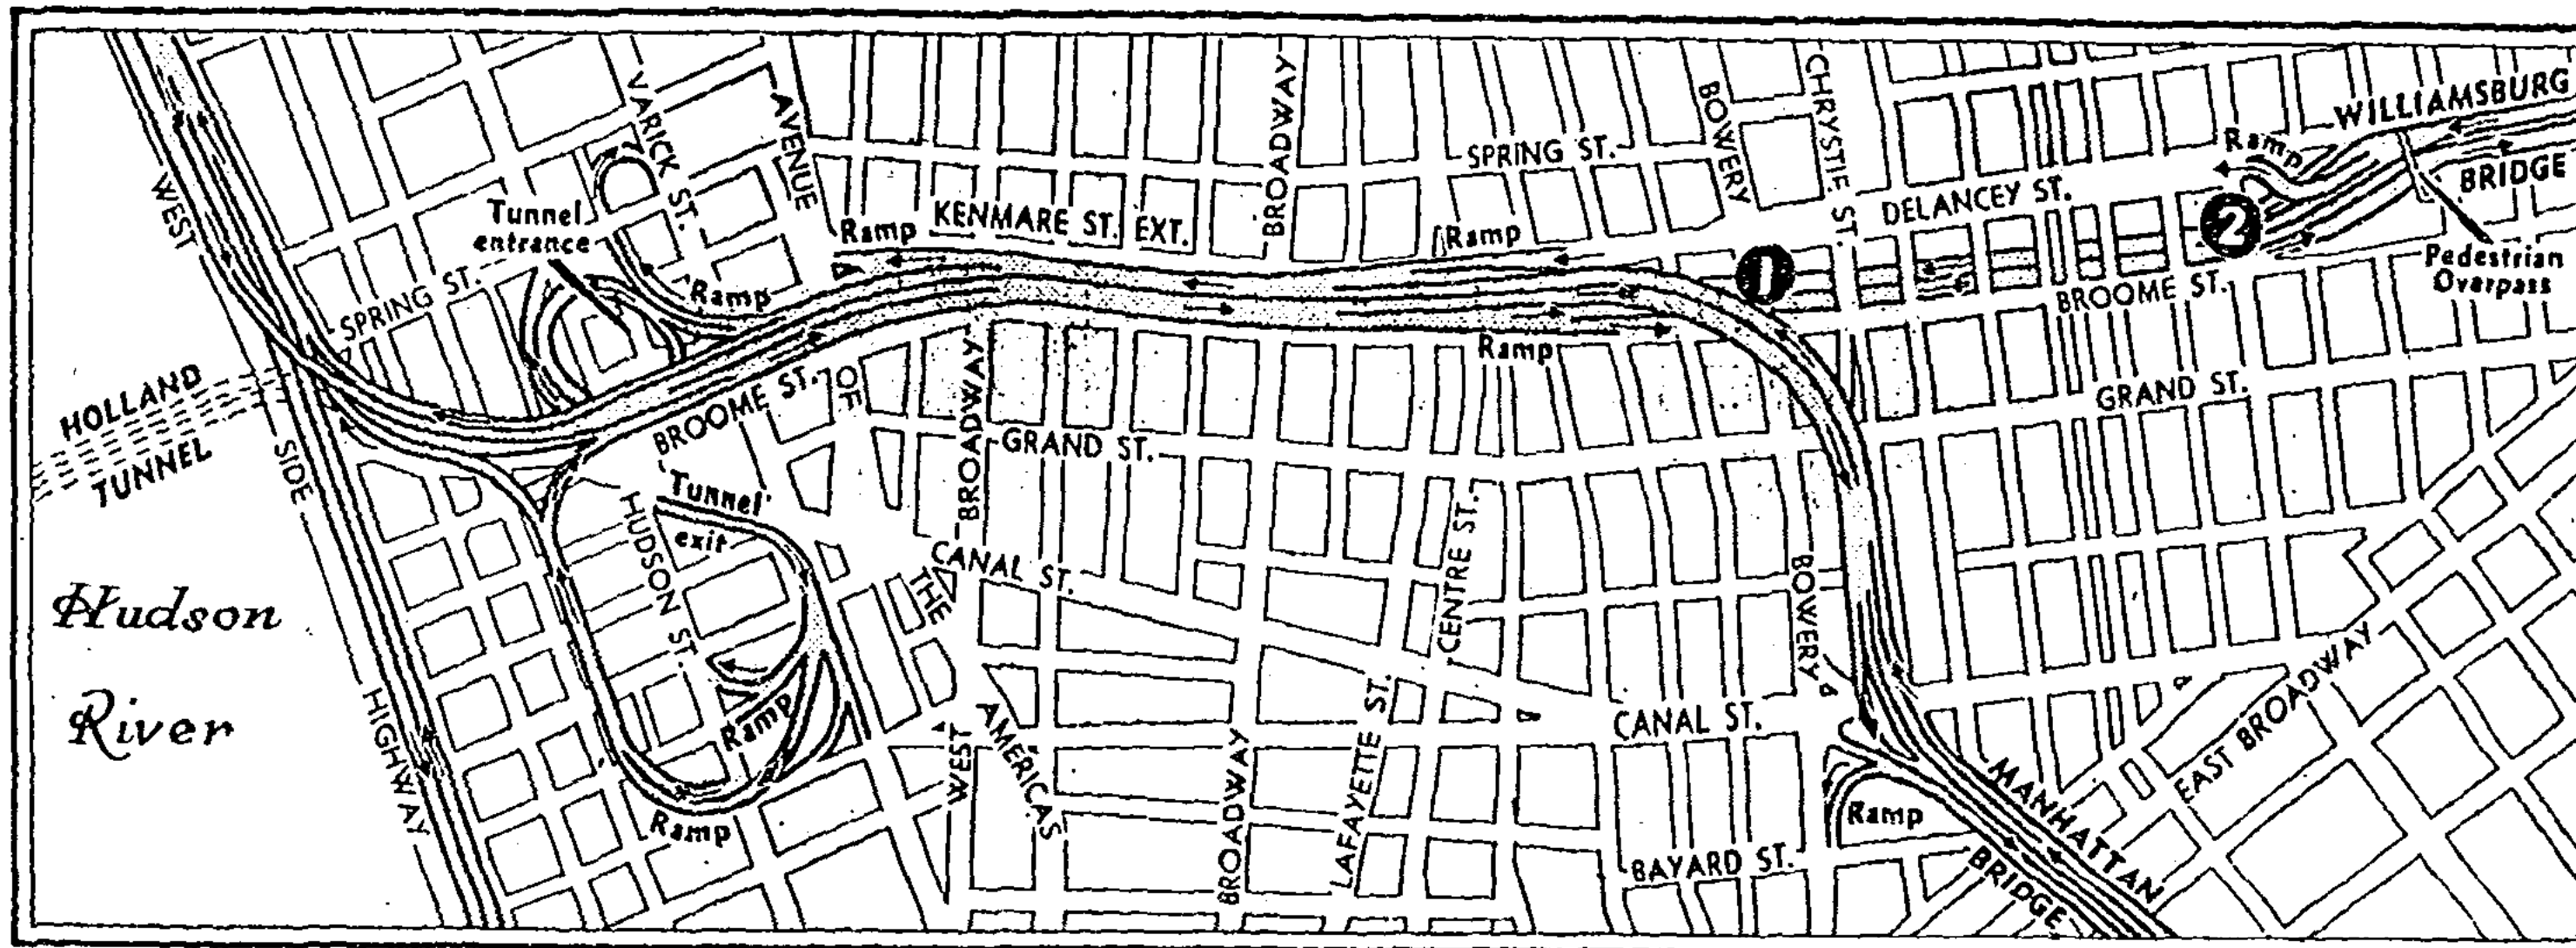 WEST
SIDE
HIGHWAY
HOLLAND
TUNNEL
Hudson
River
SPRING ST.
Tunnel
entrance
VARICK ST.
Ramp
AVENUE
OF
THE
AMERICAS
BROOME ST.
HUDSON ST.
Tunnel
exit
Ramp
Ramp
Ramp
KENMARE ST. EXT.
BROADWAY
WEST
BROADWAY
GRAND ST.
CANAL ST.
BROADWAY
LAFAYETTE ST.
CENTRE ST.
SPRING ST.
Ramp
Ramp
BOWERY
CHRYSTIE ST.
1
DELANCEY ST.
BROOME ST.
GRAND ST.
2
Ramp
WILLIAMSBURG
BRIDGE
Pedestrian
Overpass
BOWERY
CANAL ST.
BAYARD ST.
Ramp
MANHATTAN
BRIDGE
EAST BROADWAY